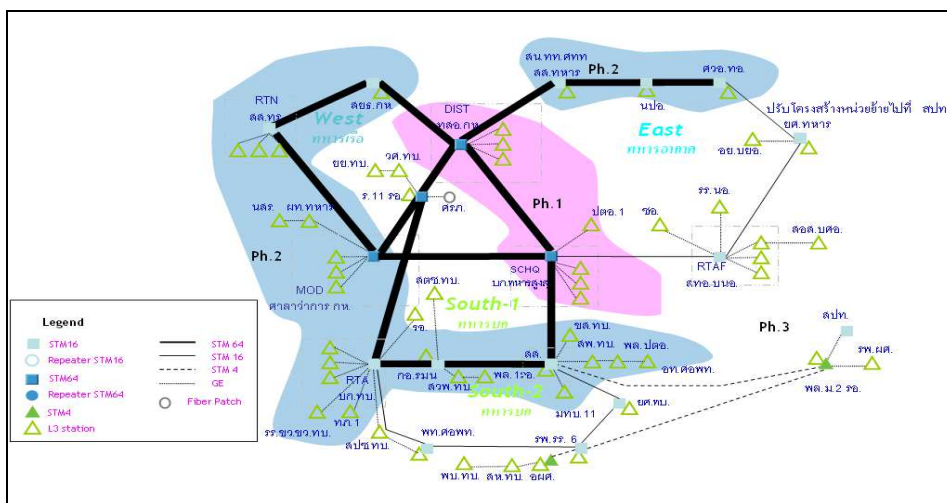 สน.ทท.ศทท
สส.ทหาร
Ph.2
ศวอ.ทอ.
นปอ.
ปรับโครงสร้างหน่วยย้ายไปที่ สปท
ยศ.ทหาร
RTN
สส.ทร.
สยร.กห.
West
ทหารเรือ
DIST
ทสอ.กห.
East
ทหารอากาศ
อย.บยอ.
ยย.ทบ.
วศ.ทบ.
ร.11 รอ.
ศรภ.
Ph.1
รร.นอ.
ชอ.
ปตอ.1
สอส.บศอ.
นสร.
ผท.ทหาร
Ph.2
MOD
ศาลาว่าการ กห.
SCHQ
บก.ทหารสูงสุด
RTAF
สทอ.บนอ.
สตช.ทบ.
South-1
ทหารบก
รอ.
ขส.ทบ.
สพ.ทบ.
พล.ปตอ.
อท.ศอพท.
Ph.3
สปท.
รพ.ผศ.
พล.ม.2 รอ.
RTA
บก.ทบ.
ทภ.1
รร.ขว.ขว.ทบ.
กอ.รมน
สวพ.ทบ.
พล.1รอ.
สส.
South-2
ทหารบก
มทบ.11
ยศ.ทบ.
สปช.ทบ.
พท.ศอพท.
รพ.รร. 6
พบ.ทบ.
สห.ทบ.
อผศ.
Legend
STM16
Repeater STM16
STM64
Repeater STM64
STM4
L3 station
STM 64
STM 16
STM 4
GE
Fiber Patch